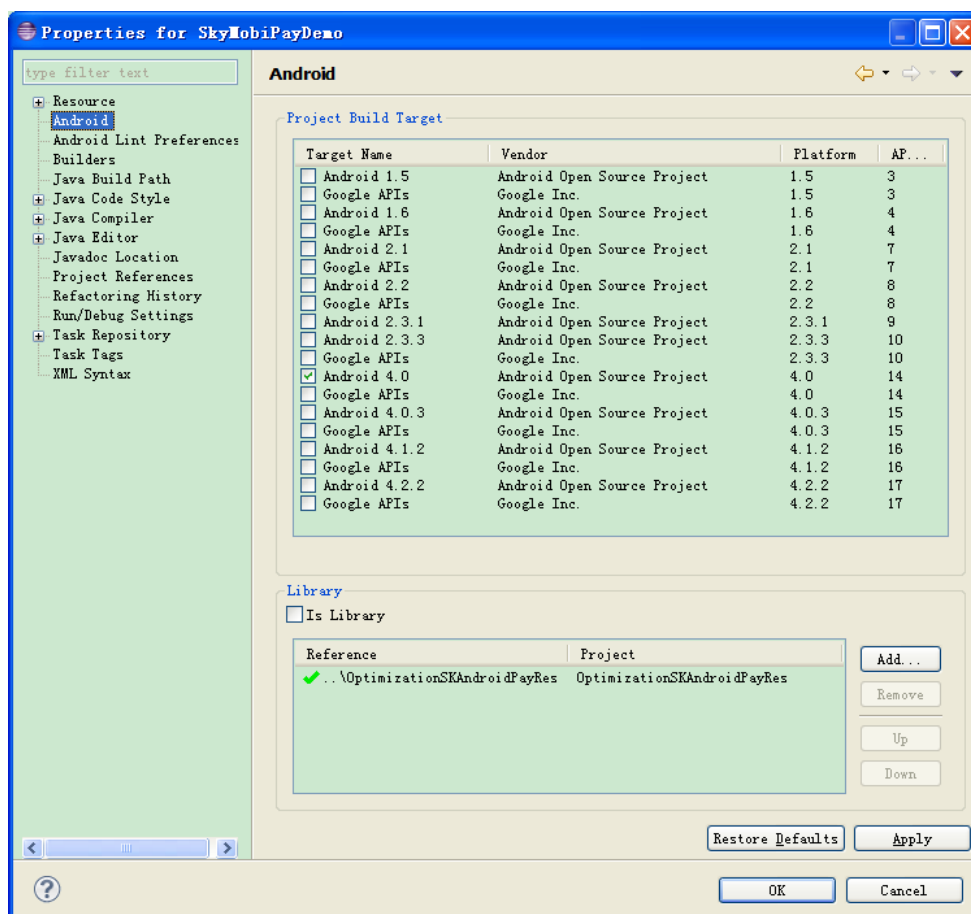 Properties for SkyMobiPayDemo
type filter text
Resource
Android
Android Lint Preferences
Builders
Java Build Path
Java Code Style
Java Compiler
Java Editor
Javadoc Location
Project References
Refactoring History
Run/Debug Settings
Task Repository
Task Tags
XML Syntax
Android
Project Build Target
Target Name Vendor Platform AP...
Android 1.5 Android Open Source Project 1.5 3
Google APIs Google Inc. 1.5 3
Android 1.6 Android Open Source Project 1.6 4
Google APIs Google Inc. 1.6 4
Android 2.1 Android Open Source Project 2.1 7
Google APIs Google Inc. 2.1 7
Android 2.2 Android Open Source Project 2.2 8
Google APIs Google Inc. 2.2 8
Android 2.3.1 Android Open Source Project 2.3.1 9
Android 2.3.3 Android Open Source Project 2.3.3 10
Google APIs Google Inc. 2.3.3 10
Android 4.0 Android Open Source Project 4.0 14
Google APIs Google Inc. 4.0 14
Android 4.0.3 Android Open Source Project 4.0.3 15
Google APIs Google Inc. 4.0.3 15
Android 4.1.2 Android Open Source Project 4.1.2 16
Google APIs Google Inc. 4.1.2 16
Android 4.2.2 Android Open Source Project 4.2.2 17
Google APIs Google Inc. 4.2.2 17
Library
Is Library
Reference Project
..\OptimizationSKAndroidPayRes OptimizationSKAndroidPayRes
Add...
Remove
Up
Down
Restore Defaults Apply
OK Cancel